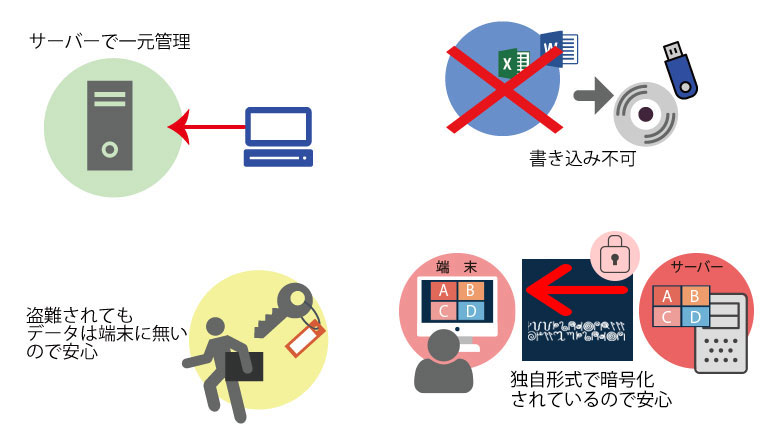 サーバーで一元管理
X
W
書き込み不可
盗難されても
データは端末に無い
ので安心
端 末
A B
C D
サーバー
A B
C D
独自形式で暗号化
されているので安心